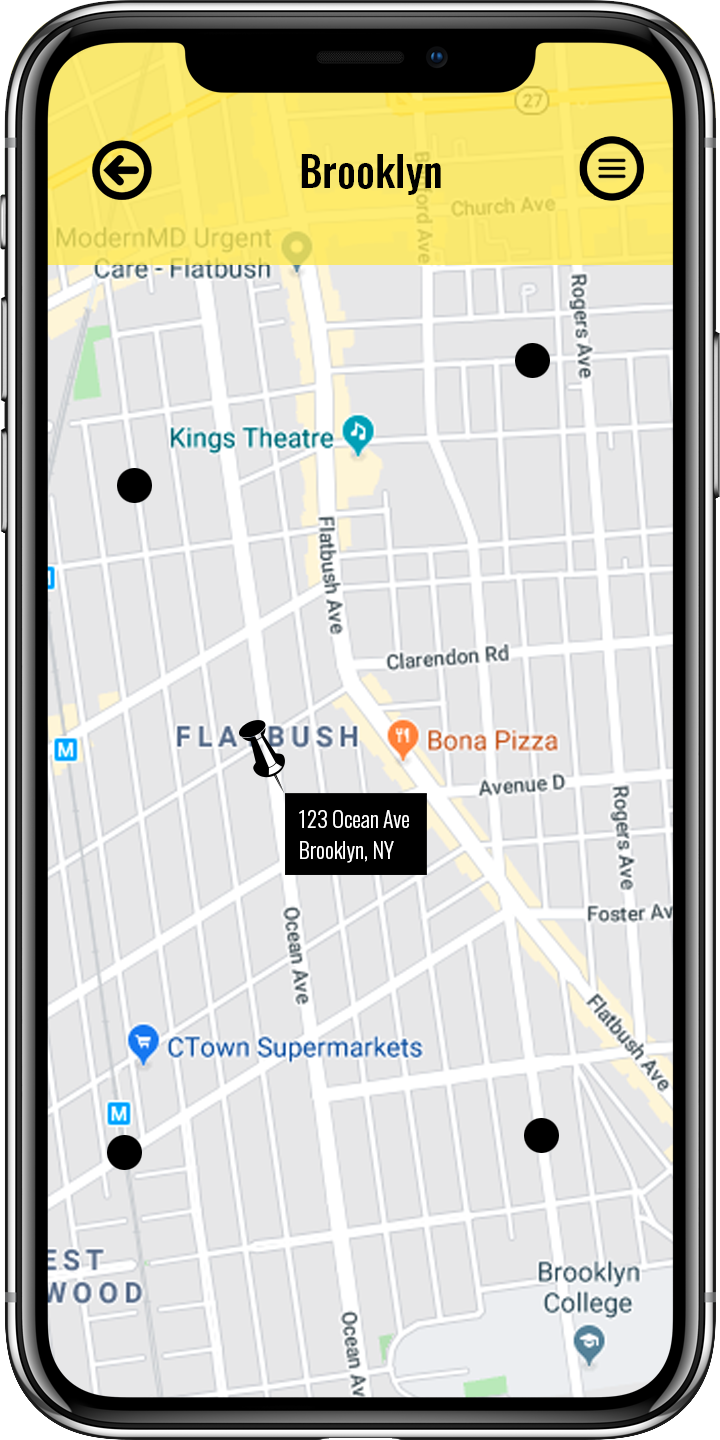 27
Brooklyn
Bedford Ave
Church Ave
ModernMD Urgent
Care - Flatbush
Rogers Ave
P
Kings Theatre
Flatbush Ave
Clarendon Rd
FLATBUSH
M
Bona Pizza
Avenue D
Rogers Ave
123 Ocean Ave
Brooklyn, NY
Ocean Ave
Foster Av
Flatbush Ave
CTown Supermarkets
M
EST
WOOD
Brooklyn
College
Ocean Av